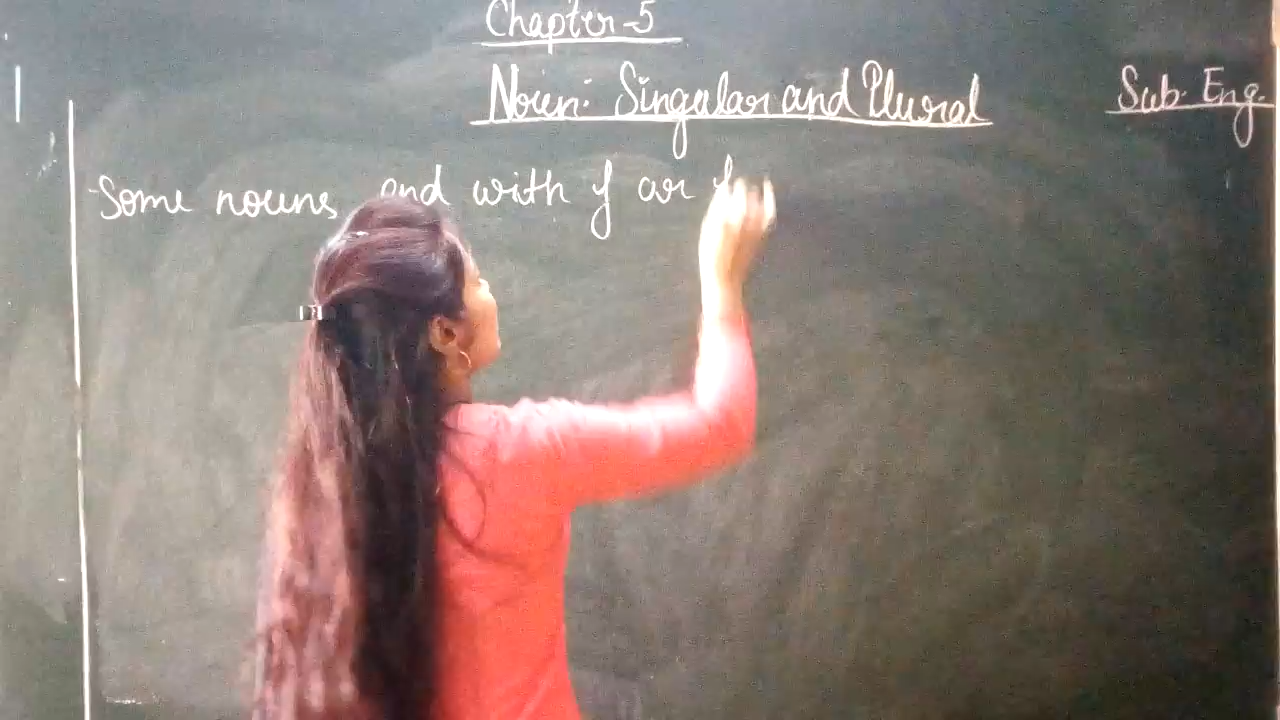 Chapter-5
Noun: Singular and Plural
Sub. Eng.
Some nouns end with f or